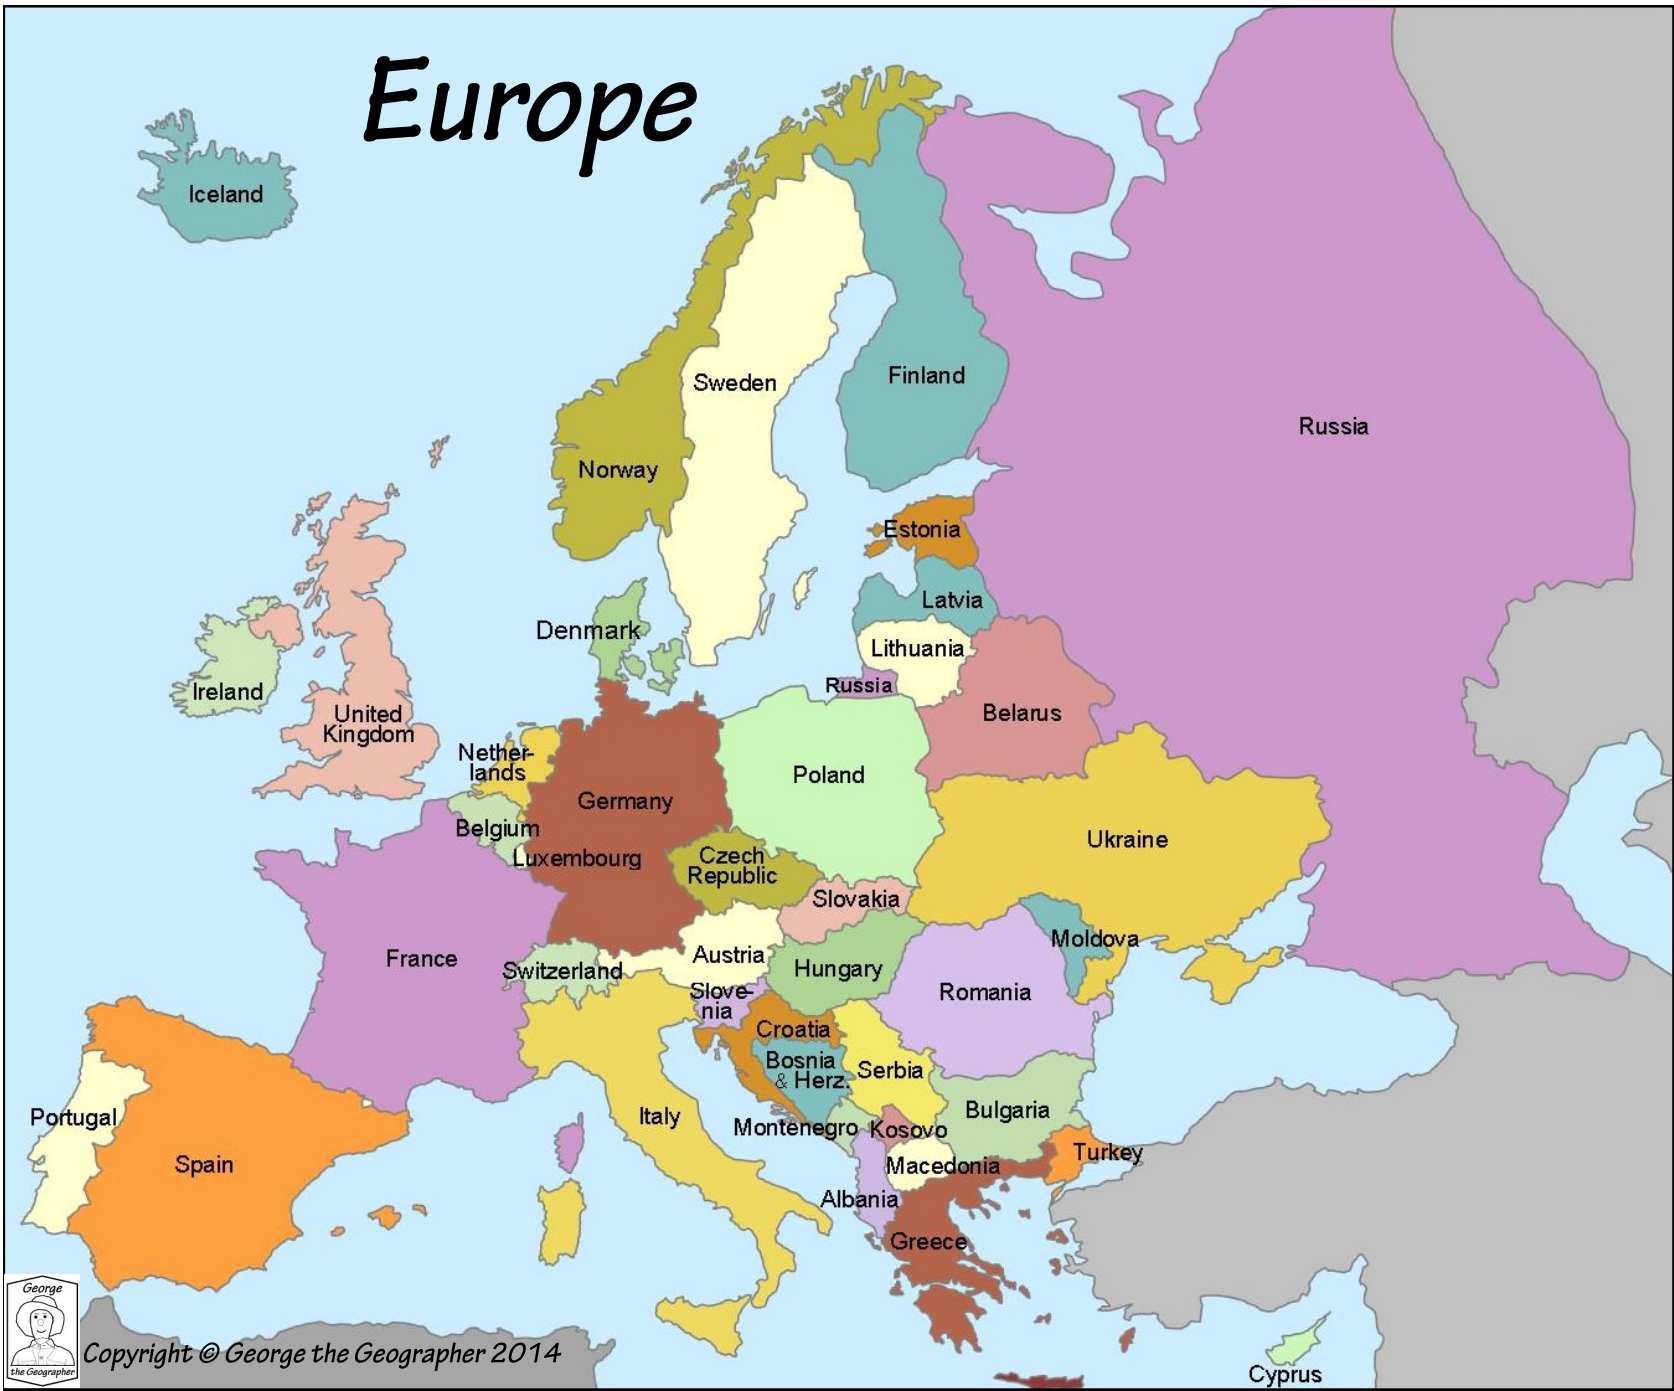 Europe
Iceland
Sweden
Finland
Russia
Norway
Estonia
Latvia
Denmark
Lithuania
Russia
Ireland
United
Kingdom
Belarus
Nether-
lands
Poland
Germany
Belgium
Ukraine
Luxembourg
Czech
Republic
Slovakia
France
Switzerland
Austria
Hungary
Moldova
Slove-
nia
Romania
Croatia
Bosnia
& Herz.
Serbia
Portugal
Italy
Bulgaria
Montenegro
Kosovo
Spain
Macedonia
Turkey
Albania
Greece
George
the Geographer
Copyright © George the Geographer 2014
Cyprus